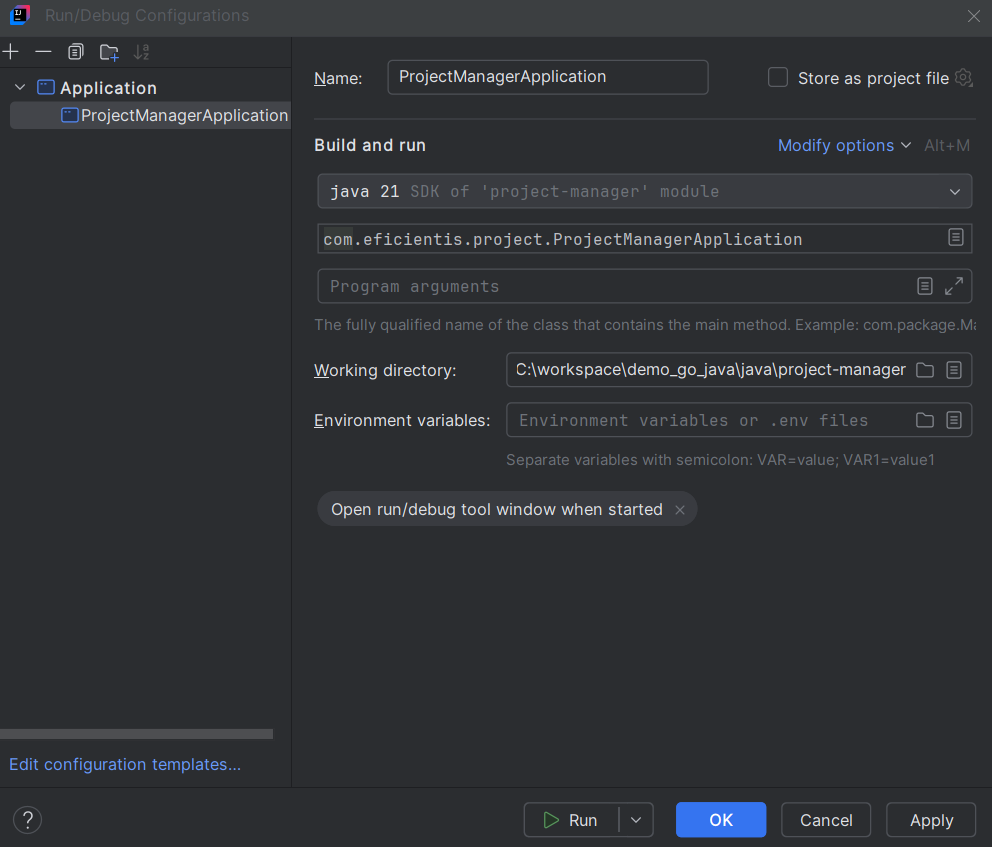 Run/Debug Configurations
Application
ProjectManagerApplication
Edit configuration templates...
Name: ProjectManagerApplication Store as project file
Build and run Modify options Alt+M
java 21 SDK of 'project-manager' module
com.eficientis.project.ProjectManagerApplication
Program arguments
The fully qualified name of the class that contains the main method. Example: com.package.Ma
Working directory: C:\workspace\demo_go_java\java\project-manager
Environment variables: Environment variables or .env files
Separate variables with semicolon: VAR=value; VAR1=value1
Open run/debug tool window when started
? Run OK Cancel Apply